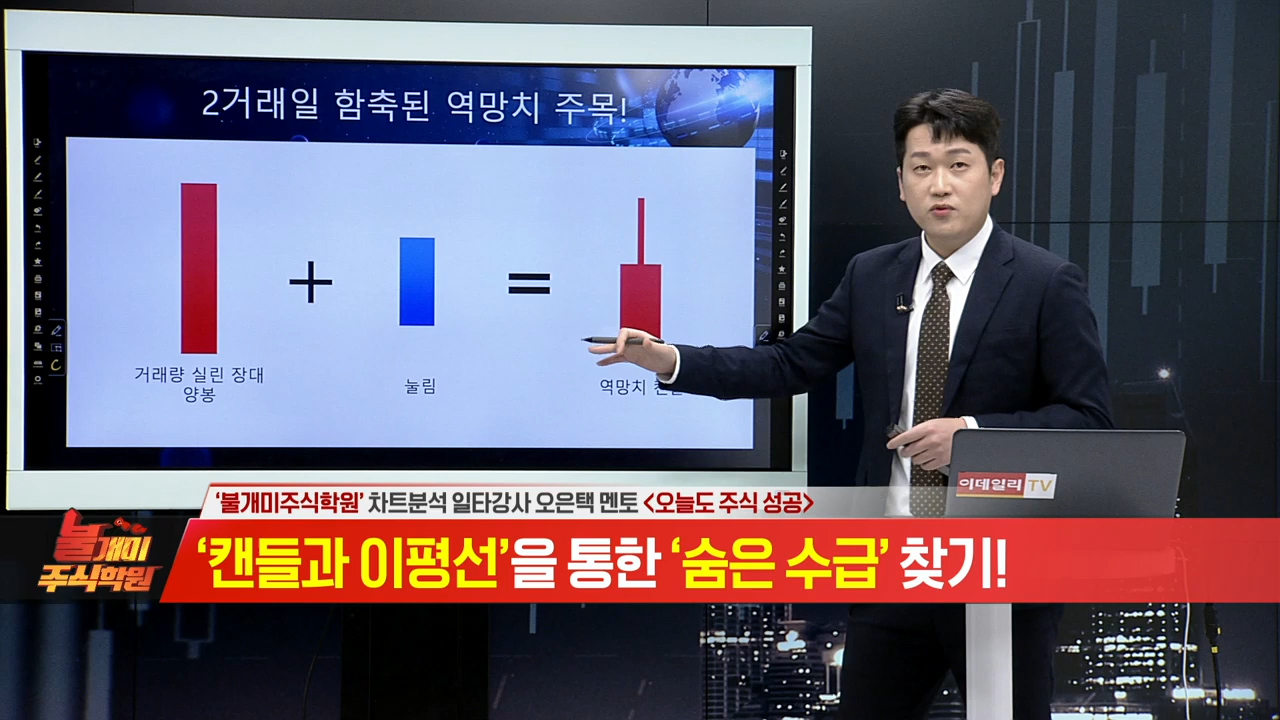 2거래일 함축된 역망치 주목!
+
=
거래량 실린 장대
양봉
눌림
역망치
이데일리 TV
'불개미주식학원' 차트분석 일타강사 오은택 멘토 <오늘도 주식 성공>
불개미
주식학원
'캔들과 이평선'을 통한 '숨은 수급' 찾기!